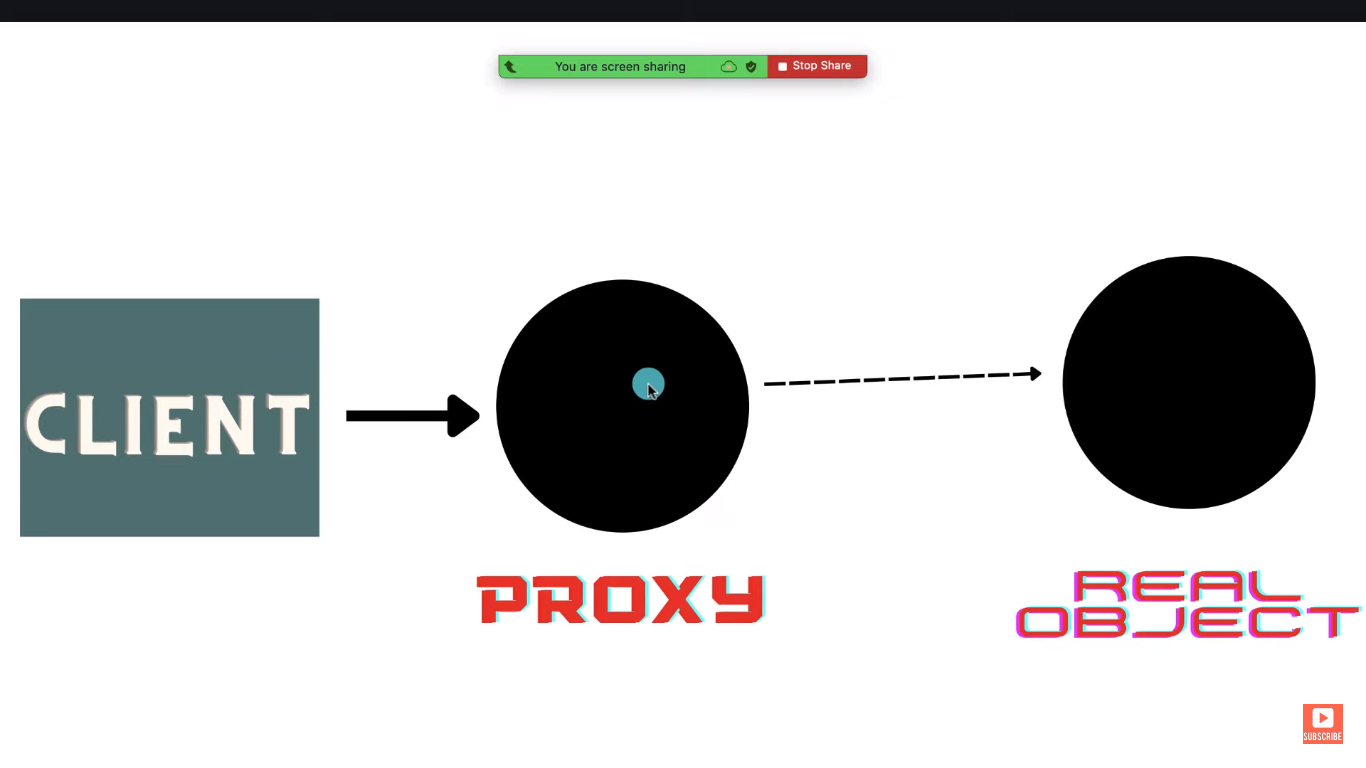 You are screen sharing
Stop Share
CLIENT
PROXY
REAL
OBJECT
SUBSCRIBE